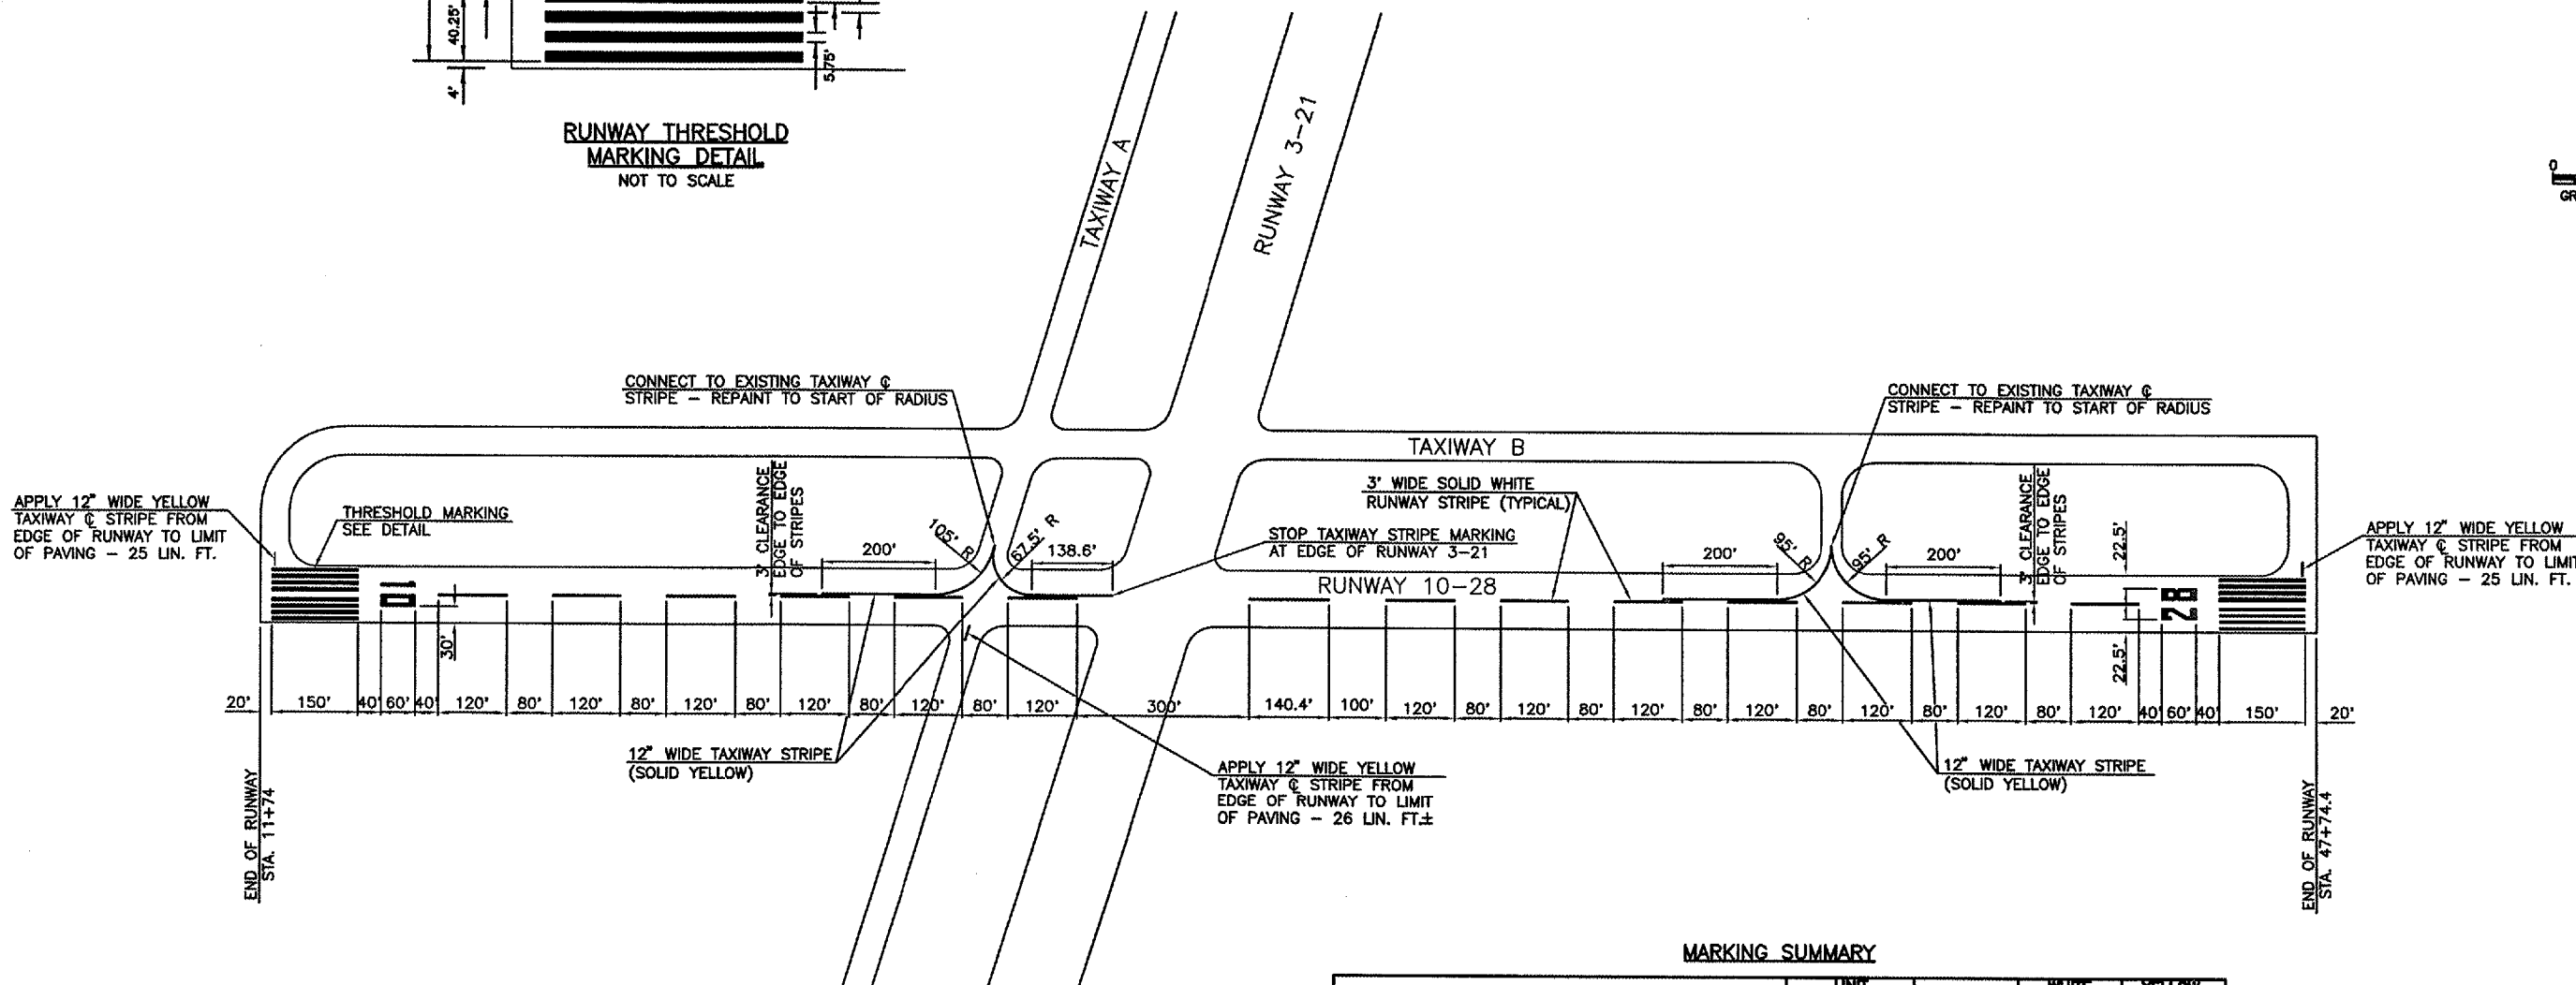 40.25'
4'
5.75'
RUNWAY THRESHOLD
MARKING DETAIL
NOT TO SCALE
TAXIWAY A
RUNWAY 3-21
0
CONNECT TO EXISTING TAXIWAY ℄
STRIPE - REPAINT TO START OF RADIUS
CONNECT TO EXISTING TAXIWAY ℄
STRIPE - REPAINT TO START OF RADIUS
TAXIWAY B
APPLY 12" WIDE YELLOW
TAXIWAY ℄ STRIPE FROM
EDGE OF RUNWAY TO LIMIT
OF PAVING - 25 LIN. FT.
THRESHOLD MARKING
SEE DETAIL
3' CLEARANCE
EDGE TO EDGE
OF STRIPES
200'
105' R
67.5' R
138.6'
3' WIDE SOLID WHITE
RUNWAY STRIPE (TYPICAL)
STOP TAXIWAY STRIPE MARKING
AT EDGE OF RUNWAY 3-21
RUNWAY 10-28
200'
95' R
95' R
200'
3' CLEARANCE
EDGE TO EDGE
OF STRIPES
22.5'
22.5'
APPLY 12" WIDE YELLOW
TAXIWAY ℄ STRIPE FROM
EDGE OF RUNWAY TO LIMIT
OF PAVING - 25 LIN. FT.
10
28
30'
20' 150' 40' 60' 40' 120' 80' 120' 80' 120' 80' 120' 80' 120' 80' 120' 300' 140.4' 100' 120' 80' 120' 80' 120' 80' 120' 80' 120' 80' 120' 80' 120' 40' 60' 40' 150' 20'
12" WIDE TAXIWAY STRIPE
(SOLID YELLOW)
APPLY 12" WIDE YELLOW
TAXIWAY ℄ STRIPE FROM
EDGE OF RUNWAY TO LIMIT
OF PAVING - 26 LIN. FT.±
12" WIDE TAXIWAY STRIPE
(SOLID YELLOW)
END OF RUNWAY
STA. 11+74
END OF RUNWAY
STA. 47+74.4
MARKING SUMMARY